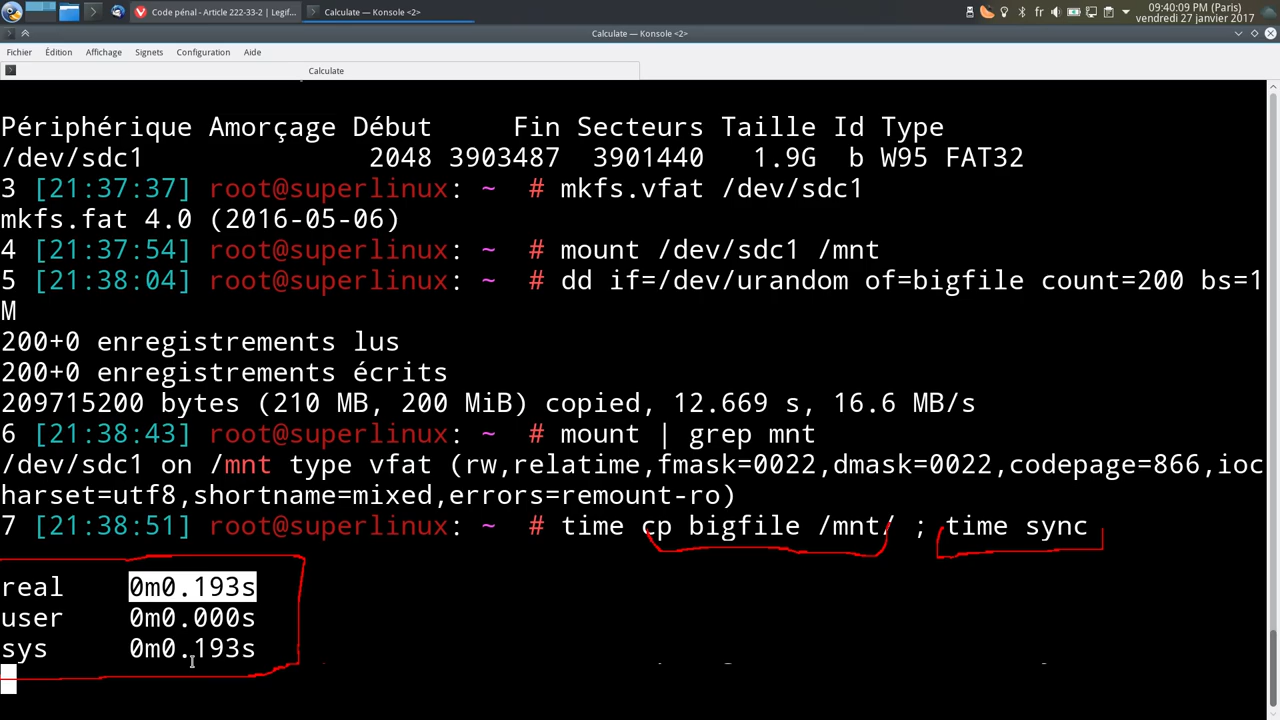 Code pénal - Article 222-33-2 | Legif...
Calculate — Konsole <2>
fr
09:40:09 PM (Paris)
vendredi 27 janvier 2017
Calculate — Konsole <2>
Fichier Édition Affichage Signets Configuration Aide
Calculate
Périphérique Amorçage Début Fin Secteurs Taille Id Type
/dev/sdc1 2048 3903487 3901440 1.9G b W95 FAT32
3 [21:37:37] root@superlinux: ~ # mkfs.vfat /dev/sdc1
mkfs.fat 4.0 (2016-05-06)
4 [21:37:54] root@superlinux: ~ # mount /dev/sdc1 /mnt
5 [21:38:04] root@superlinux: ~ # dd if=/dev/urandom of=bigfile count=200 bs=1
M
200+0 enregistrements lus
200+0 enregistrements écrits
209715200 bytes (210 MB, 200 MiB) copied, 12.669 s, 16.6 MB/s
6 [21:38:43] root@superlinux: ~ # mount | grep mnt
/dev/sdc1 on /mnt type vfat (rw,relatime,fmask=0022,dmask=0022,codepage=866,ioc
harset=utf8,shortname=mixed,errors=remount-ro)
7 [21:38:51] root@superlinux: ~ # time cp bigfile /mnt/ ; time sync
real 0m0.193s
user 0m0.000s
sys 0m0.193s